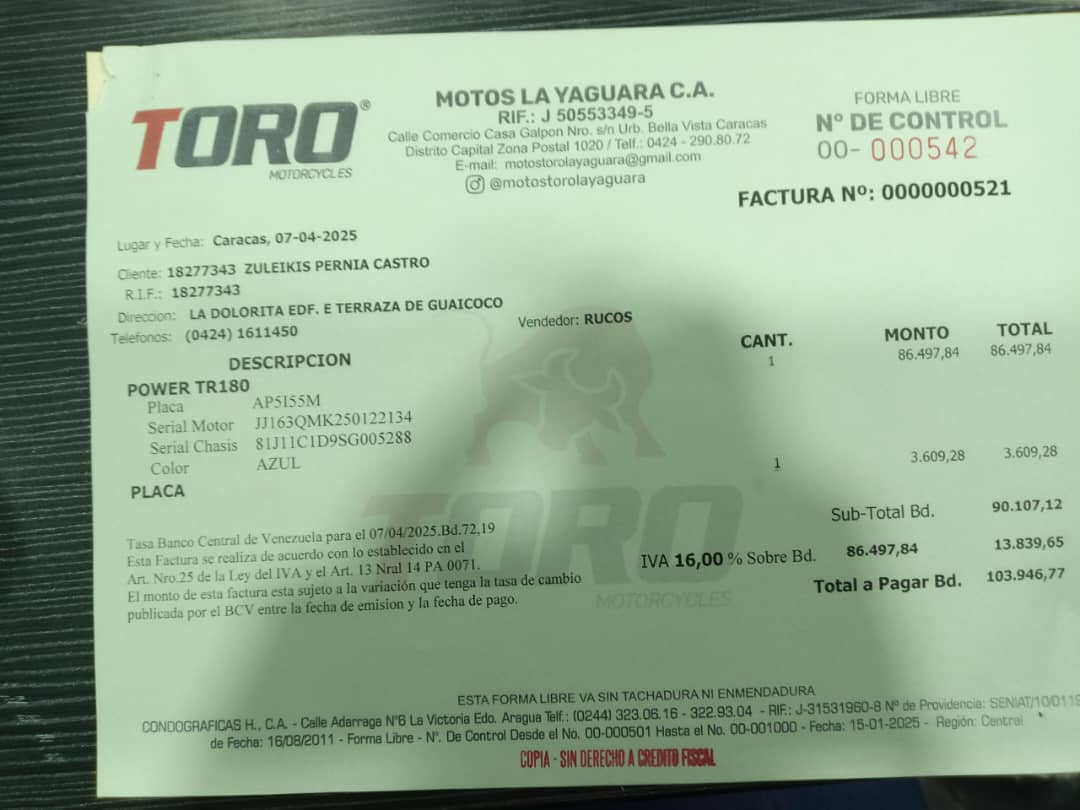 TORO®
MOTORCYCLES
MOTOS LA YAGUARA C.A.
RIF.: J 50553349-5
Calle Comercio Casa Galpon Nro. s/n Urb. Bella Vista Caracas
Distrito Capital Zona Postal 1020 / Telf.: 0424 - 290.80.72
E-mail: motostorolayaguara@gmail.com
@motostorolayaguara
FORMA LIBRE
N° DE CONTROL
00- 000542
FACTURA Nº: 0000000521
Lugar y Fecha: Caracas, 07-04-2025
Cliente: 18277343 ZULEIKIS PERNIA CASTRO
R.I.F.: 18277343
Direccion: LA DOLORITA EDF. E TERRAZA DE GUAICOCO
Telefonos: (0424) 1611450
Vendedor: RUCOS
DESCRIPCION CANT. MONTO TOTAL
POWER TR180 1 86.497,84 86.497,84
Placa AP5I55M
Serial Motor JJ163QMK250122134
Serial Chasis 81J11C1D9SG005288
Color AZUL
PLACA 1 3.609,28 3.609,28
TORO
MOTORCYCLES
Sub-Total Bd. 90.107,12
IVA 16,00 % Sobre Bd. 86.497,84 13.839,65
Total a Pagar Bd. 103.946,77
Tasa Banco Central de Venezuela para el 07/04/2025.Bd.72,19
Esta Factura se realiza de acuerdo con lo establecido en el
Art. Nro.25 de la Ley del IVA y el Art. 13 Nral 14 PA 0071.
El monto de esta factura esta sujeto a la variación que tenga la tasa de cambio
publicada por el BCV entre la fecha de emision y la fecha de pago.
ESTA FORMA LIBRE VA SIN TACHADURA NI ENMENDADURA
CONDOGRAFICAS H., C.A. - Calle Adarraga N°6 La Victoria Edo. Aragua Telf.: (0244) 323.06.16 - 322.93.04 - RIF.: J-31531960-8 N° de Providencia: SENIAT/10/0119
de Fecha: 16/08/2011 - Forma Libre - N°. De Control Desde el No. 00-000501 Hasta el No. 00-001000 - Fecha: 15-01-2025 - Región: Central
COPIA - SIN DERECHO A CREDITO FISCAL